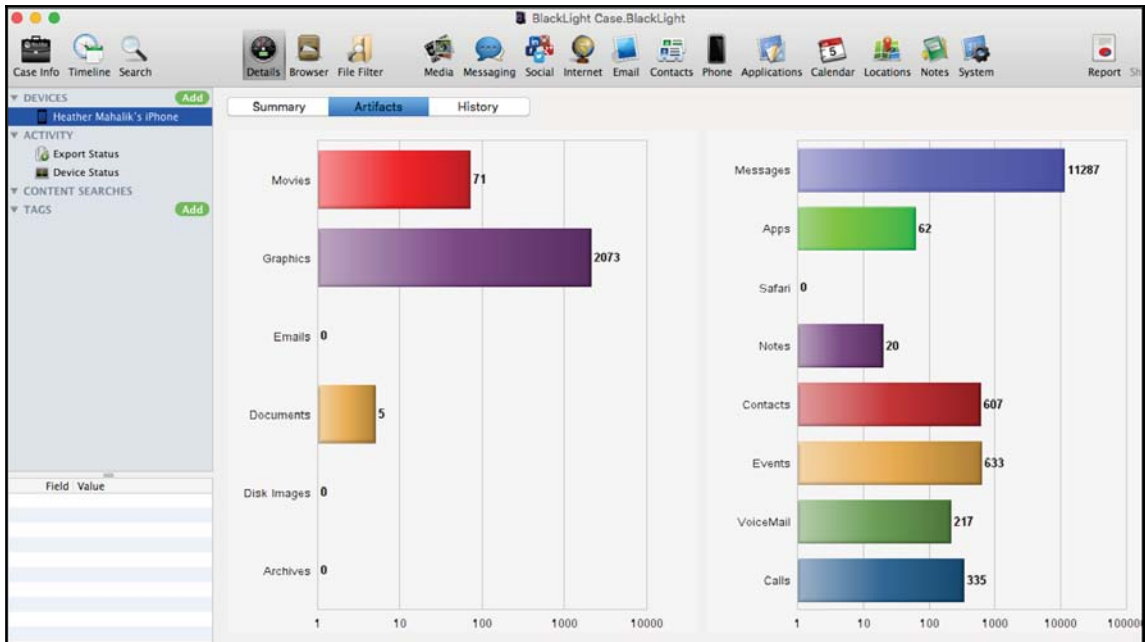 BlackLight Case.BlackLight
Case Info Timeline Search Details Browser File Filter Media Messaging Social Internet Email Contacts Phone Applications Calendar Locations Notes System Report Sh
DEVICES Add
Heather Mahalik's iPhone
ACTIVITY
Export Status
Device Status
CONTENT SEARCHES
TAGS Add
Field Value
Summary Artifacts History
Movies 71
Graphics 2073
Emails 0
Documents 5
Disk Images 0
Archives 0
1 10 100 1000 10000
Messages 11287
Apps 62
Safari 0
Notes 20
Contacts 607
Events 633
VoiceMail 217
Calls 335
1 10 100 1000 10000 10000